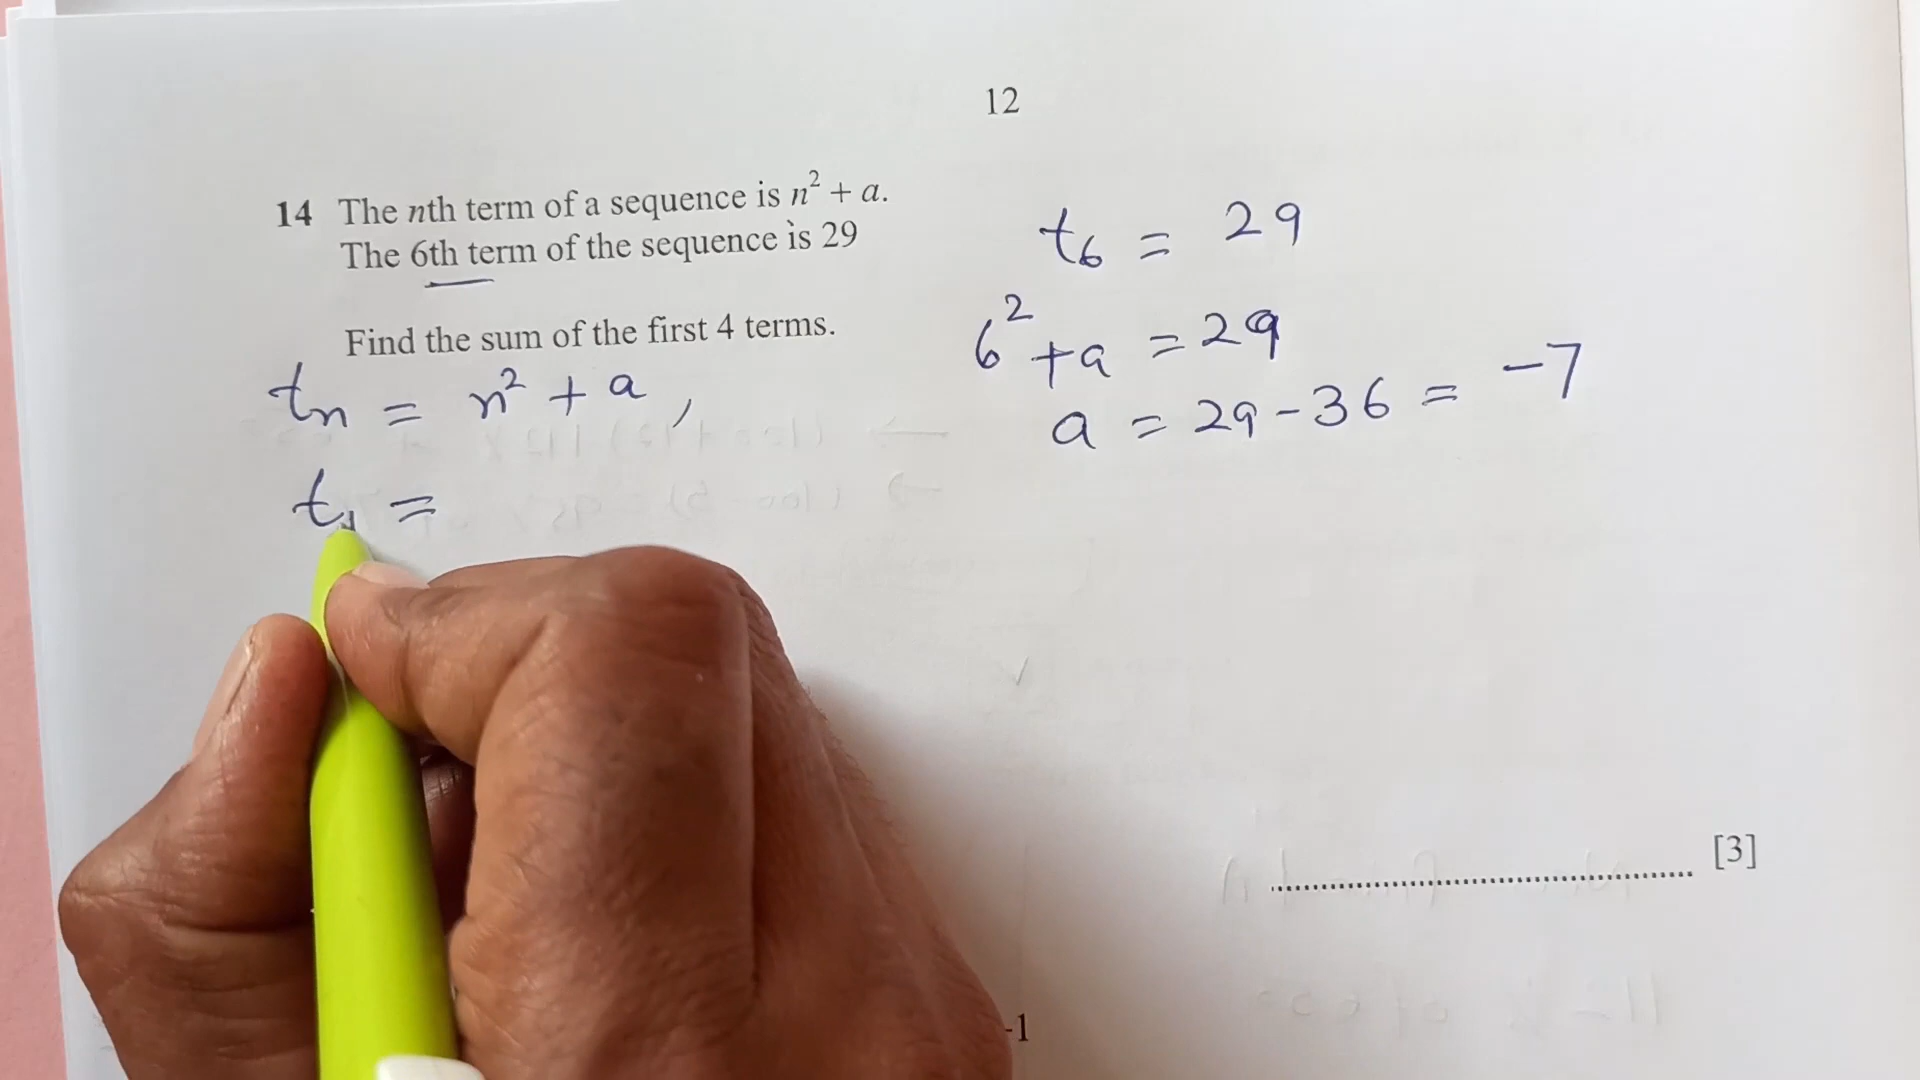 12
14 The nth term of a sequence is n² + a.
The 6th term of the sequence is 29
Find the sum of the first 4 terms.
tn = n² + a,
t1 =
t6 = 29
6² + a = 29
a = 29 - 36 = -7
[3]
-1